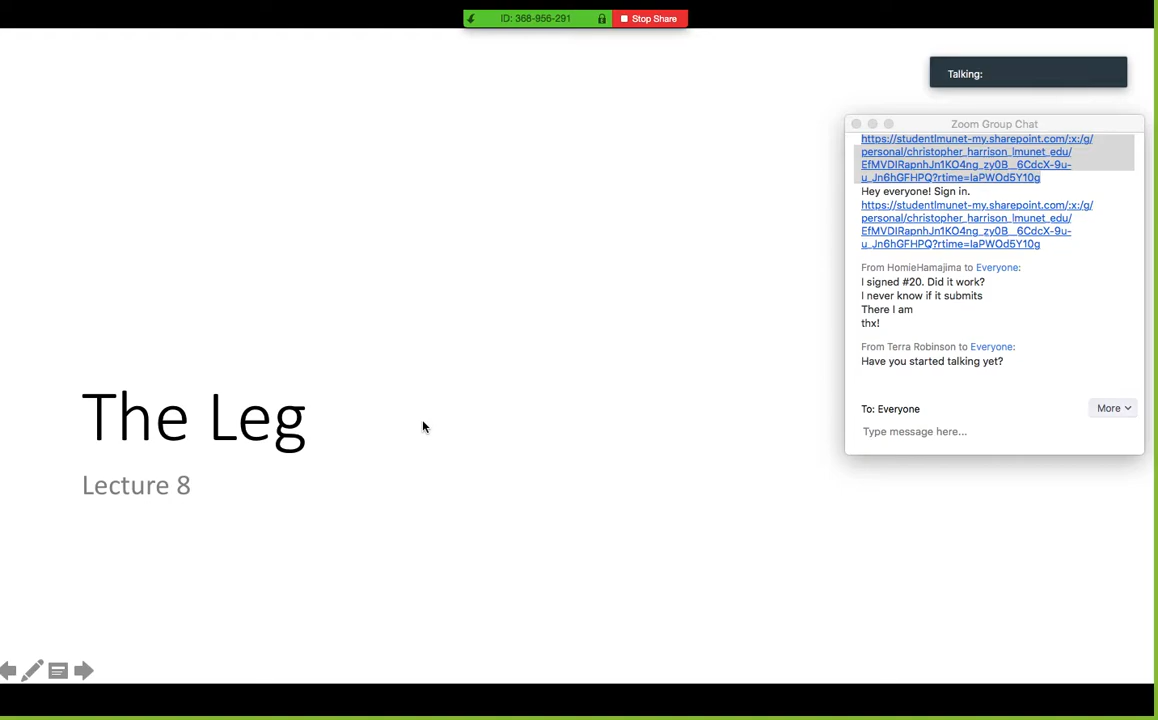 ID: 368-956-291
Stop Share
Talking:
Zoom Group Chat
https://studentlmunet-my.sharepoint.com/:x:/g/
personal/christopher_harrison_lmunet_edu/
EfMVDIRapnhJn1KO4ng_zy0B__6CdcX-9u-
u_Jn6hGFHPQ?rtime=IaPWOd5Y10g
Hey everyone! Sign in.
https://studentlmunet-my.sharepoint.com/:x:/g/
personal/christopher_harrison_lmunet_edu/
EfMVDIRapnhJn1KO4ng_zy0B__6CdcX-9u-
u_Jn6hGFHPQ?rtime=IaPWOd5Y10g
From HomieHamajima to Everyone:
I signed #20. Did it work?
I never know if it submits
There I am
thx!
From Terra Robinson to Everyone:
Have you started talking yet?
To: Everyone
More
Type message here...
The Leg
Lecture 8